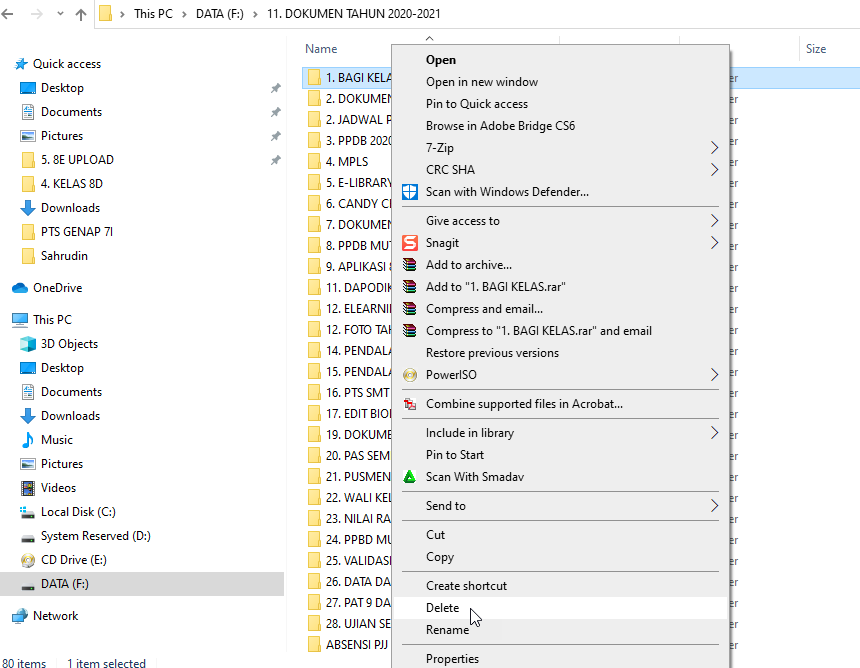 This PC > DATA (F:) > 11. DOKUMEN TAHUN 2020-2021
Name
Size
Quick access
Desktop
Documents
Pictures
5. 8E UPLOAD
4. KELAS 8D
Downloads
PTS GENAP 7I
Sahrudin
OneDrive
This PC
3D Objects
Desktop
Documents
Downloads
Music
Pictures
Videos
Local Disk (C:)
System Reserved (D:)
CD Drive (E:)
DATA (F:)
Network
1. BAGI KELA
2. DOKUMEN
2. JADWAL P
3. PPDB 2020
4. MPLS
5. E-LIBRARY
6. CANDY C
7. DOKUMEN
8. PPDB MU
9. APLIKASI
11. DAPODIK
12. ELEARNI
12. FOTO TA
14. PENDALA
15. PENDALA
16. PTS SMT
17. EDIT BIO
19. DOKUME
20. PAS SEM
21. PUSMEN
22. WALI KEL
23. NILAI RA
24. PPBD MU
25. VALIDASI
26. DATA DA
27. PAT 9 DA
28. UJIAN SE
ABSENSI PJJ
Open
Open in new window
Pin to Quick access
Browse in Adobe Bridge CS6
7-Zip
CRC SHA
Scan with Windows Defender...
Give access to
Snagit
Add to archive...
Add to "1. BAGI KELAS.rar"
Compress and email...
Compress to "1. BAGI KELAS.rar" and email
Restore previous versions
PowerISO
Combine supported files in Acrobat...
Include in library
Pin to Start
Scan With Smadav
Send to
Cut
Copy
Create shortcut
Delete
Rename
Properties
80 items 1 item selected